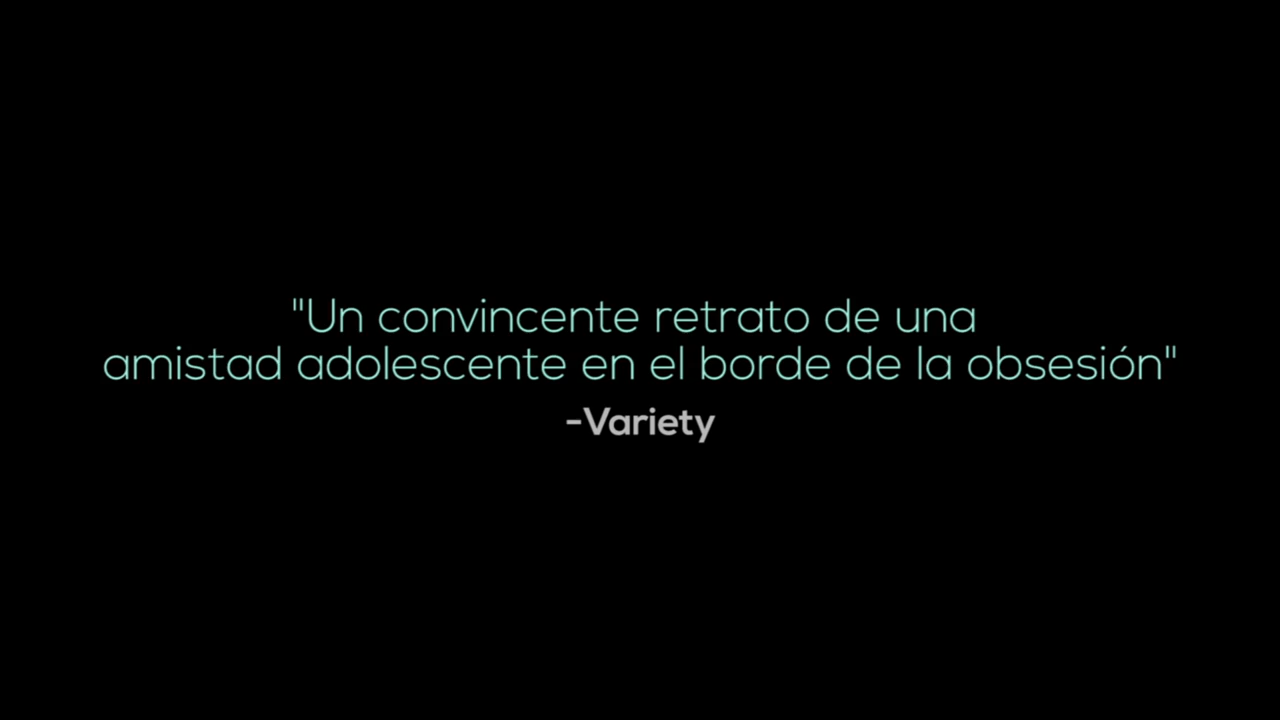 "Un convincente retrato de una
amistad adolescente en el borde de la obsesión"
-Variety